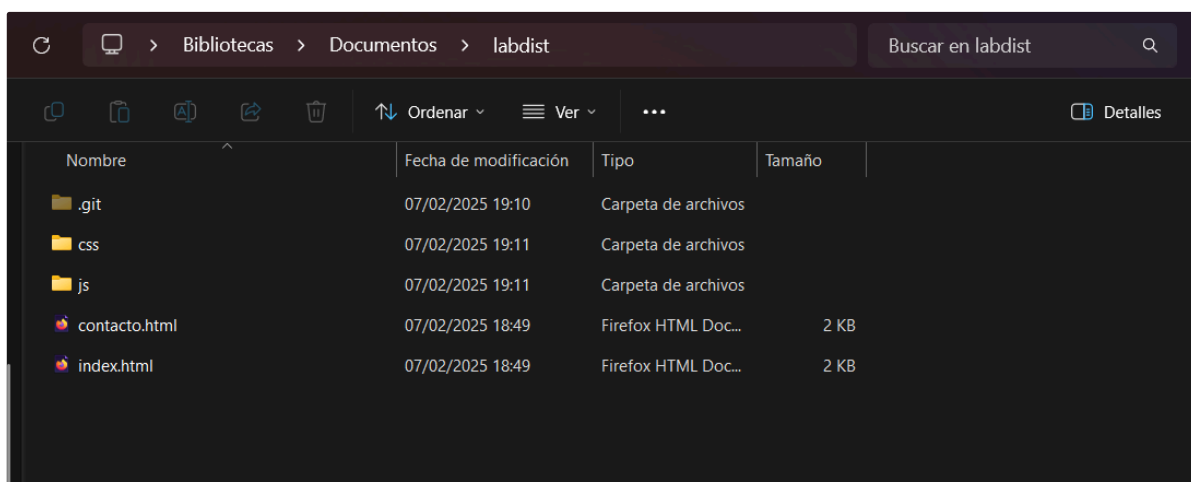 Bibliotecas > Documentos > labdist Buscar en labdist
Ordenar Ver ... Detalles
Nombre Fecha de modificación Tipo Tamaño
.git 07/02/2025 19:10 Carpeta de archivos
css 07/02/2025 19:11 Carpeta de archivos
js 07/02/2025 19:11 Carpeta de archivos
contacto.html 07/02/2025 18:49 Firefox HTML Doc... 2 KB
index.html 07/02/2025 18:49 Firefox HTML Doc... 2 KB